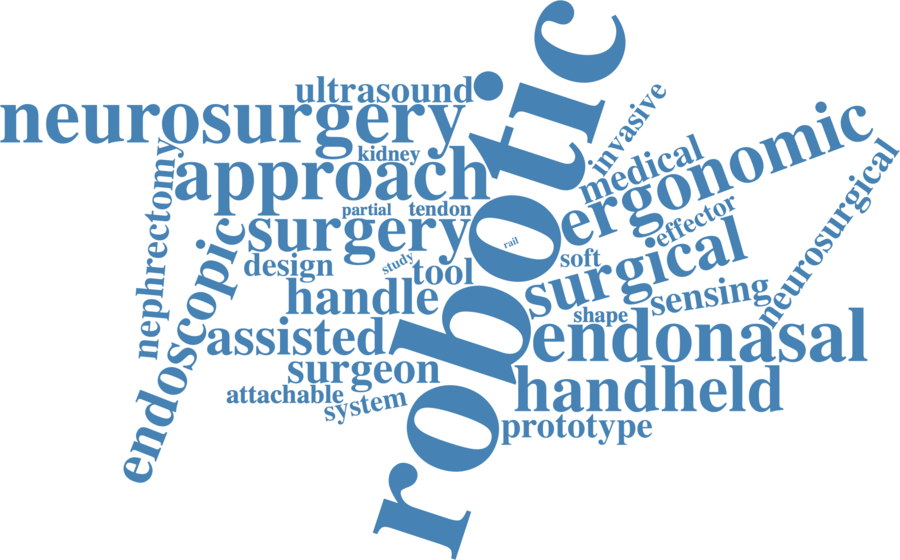 robotic
ultrasound
neurosurgery
invasive
kidney
medical
ergonomic
nephrectomy
approach
partial
tendon
effector
neurosurgical
surgery
rail
endoscopic
design
study
tool
soft
surgical
sensing
handle
shape
assisted
endonasal
surgeon
handheld
attachable
system
prototype